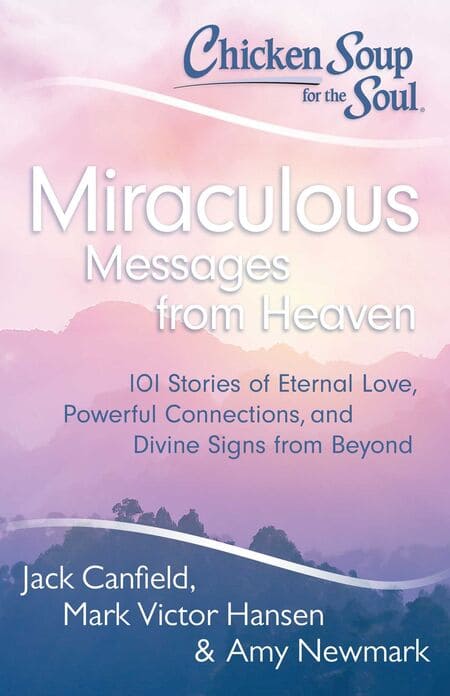 Chicken Soup
for the
Soul®
Miraculous
Messages
from Heaven
101 Stories of Eternal Love,
Powerful Connections, and
Divine Signs from Beyond
Jack Canfield,
Mark Victor Hansen
& Amy Newmark